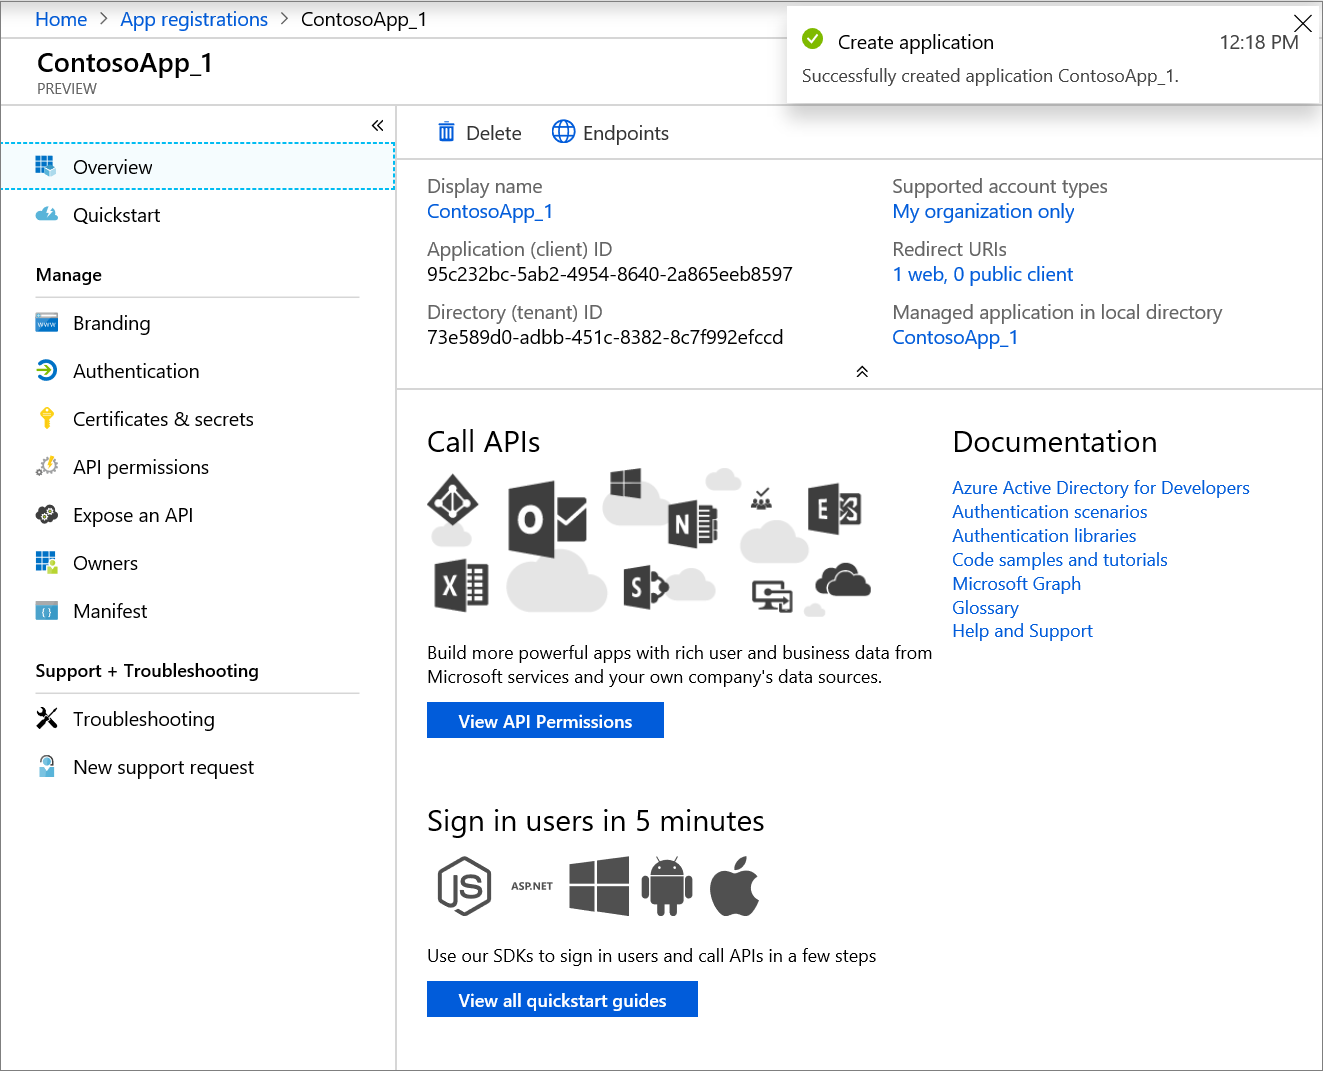 Home > App registrations > ContosoApp_1
Create application 12:18 PM
Successfully created application ContosoApp_1.
ContosoApp_1
PREVIEW
Overview
Quickstart
Manage
Branding
Authentication
Certificates & secrets
API permissions
Expose an API
Owners
Manifest
Support + Troubleshooting
Troubleshooting
New support request
Delete Endpoints
Display name
ContosoApp_1
Application (client) ID
95c232bc-5ab2-4954-8640-2a865eeb8597
Directory (tenant) ID
73e589d0-adbb-451c-8382-8c7f992efccd
Supported account types
My organization only
Redirect URIs
1 web, 0 public client
Managed application in local directory
ContosoApp_1
Call APIs
Build more powerful apps with rich user and business data from
Microsoft services and your own company's data sources.
View API Permissions
Sign in users in 5 minutes
JS ASP.NET
Use our SDKs to sign in users and call APIs in a few steps
View all quickstart guides
Documentation
Azure Active Directory for Developers
Authentication scenarios
Authentication libraries
Code samples and tutorials
Microsoft Graph
Glossary
Help and Support